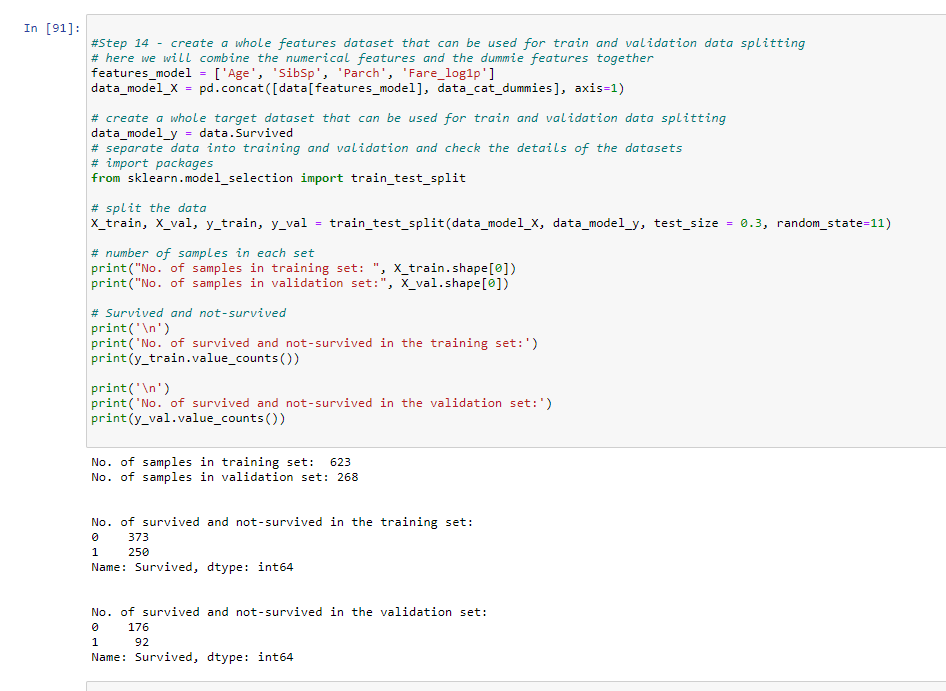 In [91]:
#Step 14 - create a whole features dataset that can be used for train and validation data splitting
# here we will combine the numerical features and the dummie features together
features_model = ['Age', 'SibSp', 'Parch', 'Fare_log1p']
data_model_X = pd.concat([data[features_model], data_cat_dummies], axis=1)
# create a whole target dataset that can be used for train and validation data splitting
data_model_y = data.Survived
# separate data into training and validation and check the details of the datasets
# import packages
from sklearn.model_selection import train_test_split
# split the data
X_train, X_val, y_train, y_val = train_test_split(data_model_X, data_model_y, test_size = 0.3, random_state=11)
# number of samples in each set
print("No. of samples in training set: ", X_train.shape[0])
print("No. of samples in validation set:", X_val.shape[0])
# Survived and not-survived
print('\n')
print('No. of survived and not-survived in the training set:')
print(y_train.value_counts())
print('\n')
print('No. of survived and not-survived in the validation set:')
print(y_val.value_counts())
No. of samples in training set:  623
No. of samples in validation set: 268
No. of survived and not-survived in the training set:
0    373
1    250
Name: Survived, dtype: int64
No. of survived and not-survived in the validation set:
0    176
1     92
Name: Survived, dtype: int64